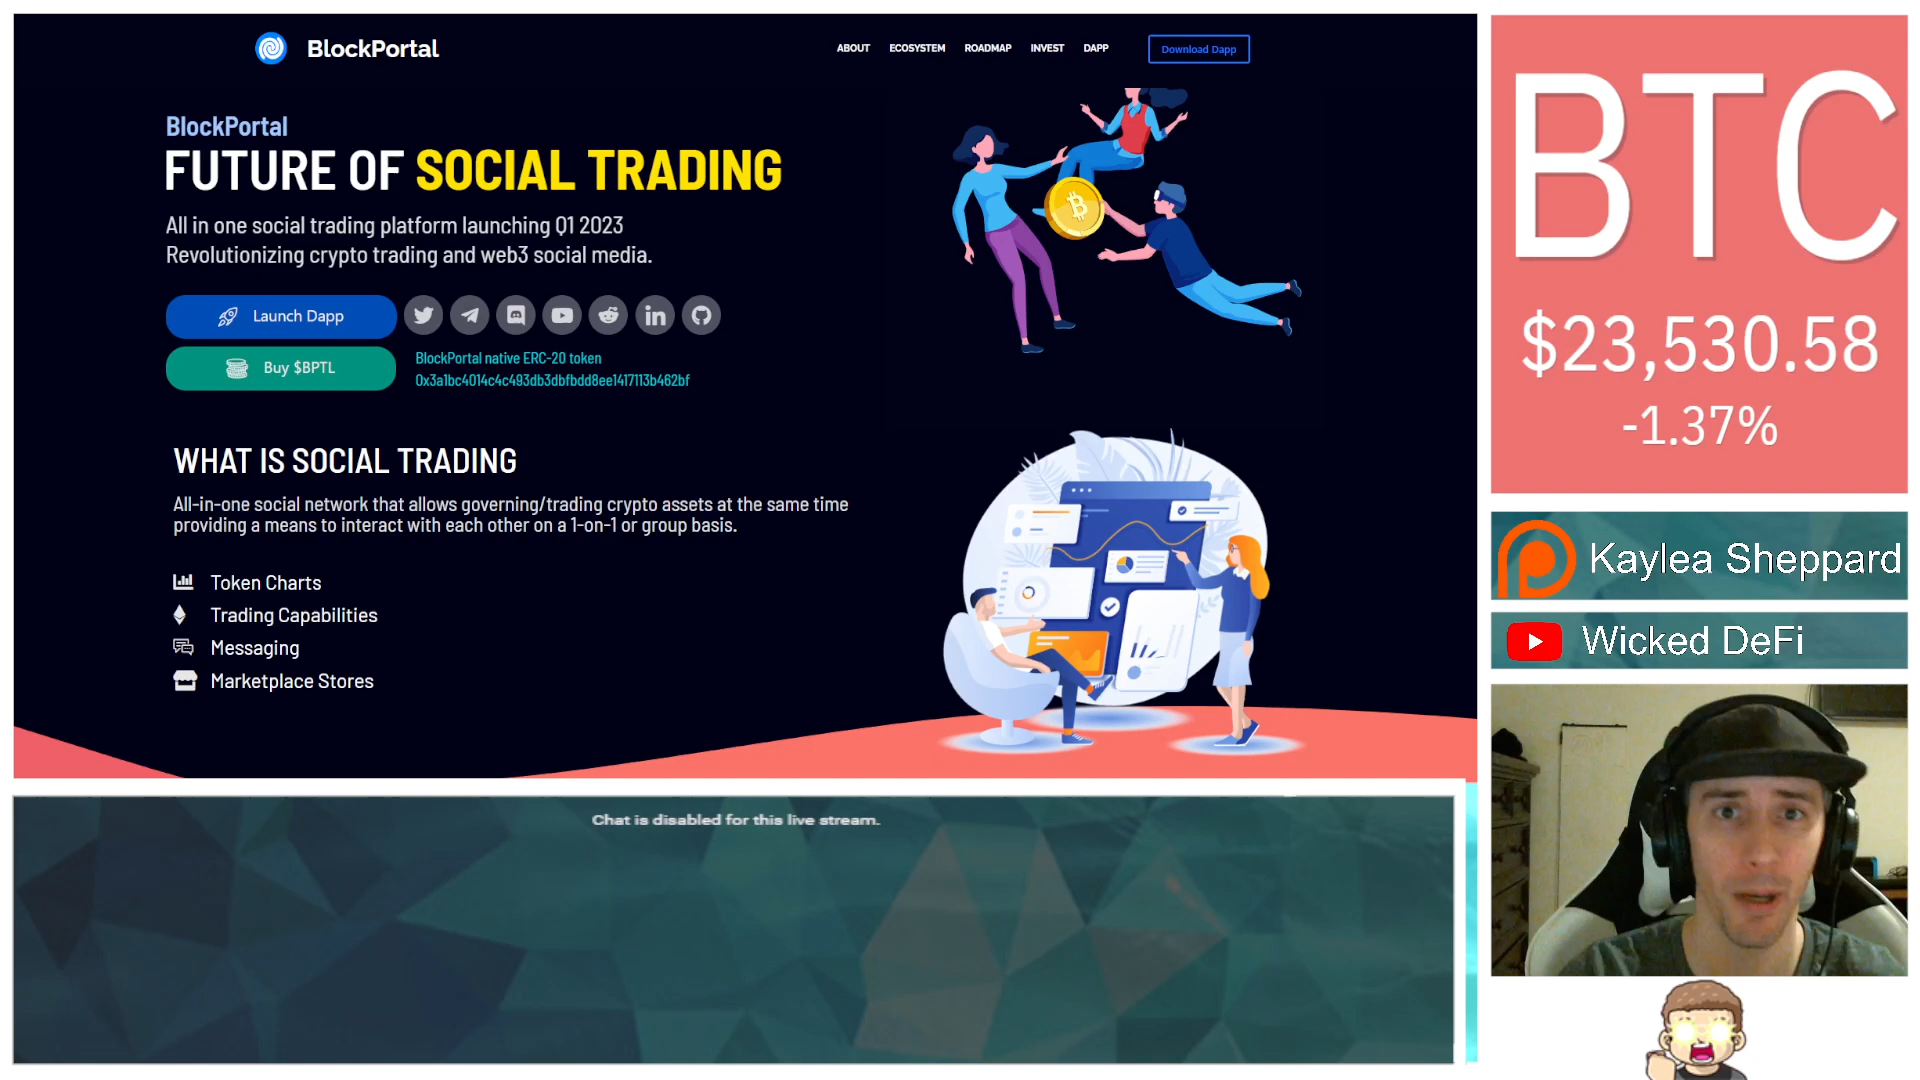 BlockPortal
ABOUT ECOSYSTEM ROADMAP INVEST DAPP Download Dapp
BlockPortal
FUTURE OF SOCIAL TRADING
All in one social trading platform launching Q1 2023
Revolutionizing crypto trading and web3 social media.
Launch Dapp
Buy $BPTL
BlockPortal native ERC-20 token
0x3a1bc4014c4c493db3dbfbdd8ee1417113b462bf
WHAT IS SOCIAL TRADING
All-in-one social network that allows governing/trading crypto assets at the same time
providing a means to interact with each other on a 1-on-1 or group basis.
Token Charts
Trading Capabilities
Messaging
Marketplace Stores
Chat is disabled for this live stream.
BTC
$23,530.58
-1.37%
Kaylea Sheppard
Wicked DeFi